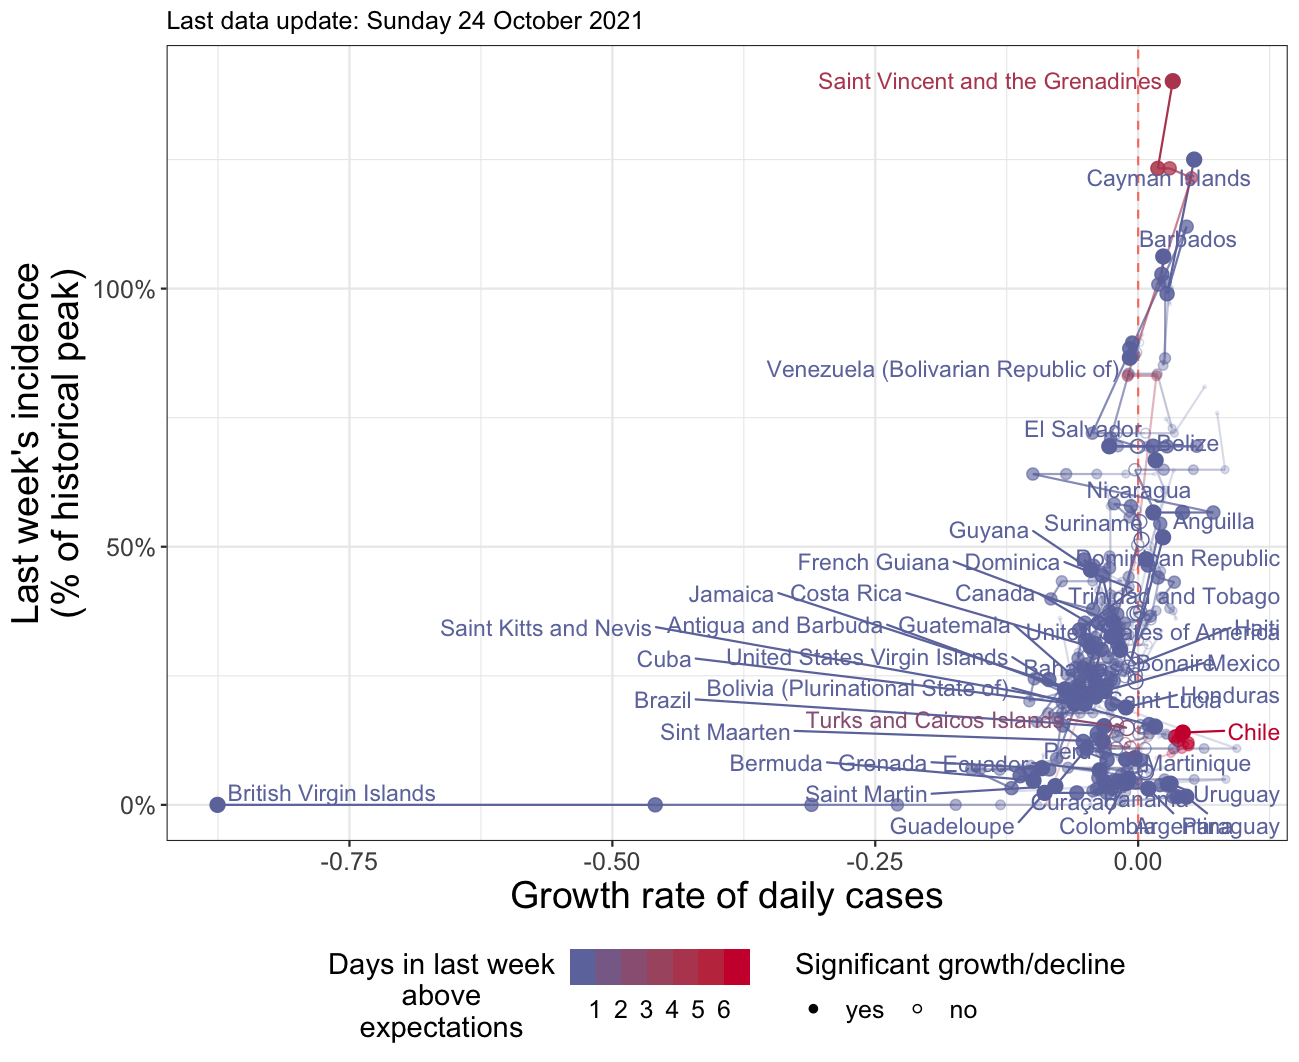 Last data update: Sunday 24 October 2021
Last week's incidence
(% of historical peak)
Saint Vincent and the Grenadines
Cayman Islands
Barbados
100%
Venezuela (Bolivarian Republic of)
El Salvador
Belize
Nicaragua
Suriname
Anguilla
Guyana
50%
French Guiana
Dominica
Dominican Republic
Jamaica
Costa Rica
Canada
Trinidad and Tobago
Saint Kitts and Nevis
Antigua and Barbuda
Guatemala
United States of America
Haiti
Cuba
United States Virgin Islands
Bonaire
Mexico
Brazil
Bolivia (Plurinational State of)
Saint Lucia
Honduras
Turks and Caicos Islands
Sint Maarten
Chile
Peru
Bermuda
Grenada
Ecuador
Martinique
British Virgin Islands
Saint Martin
Curaçao
Panama
Uruguay
0%
Guadeloupe
Colombia
Argentina
Paraguay
-0.75
-0.50
-0.25
0.00
Growth rate of daily cases
Days in last week
above
expectations
1 2 3 4 5 6
Significant growth/decline
yes
no